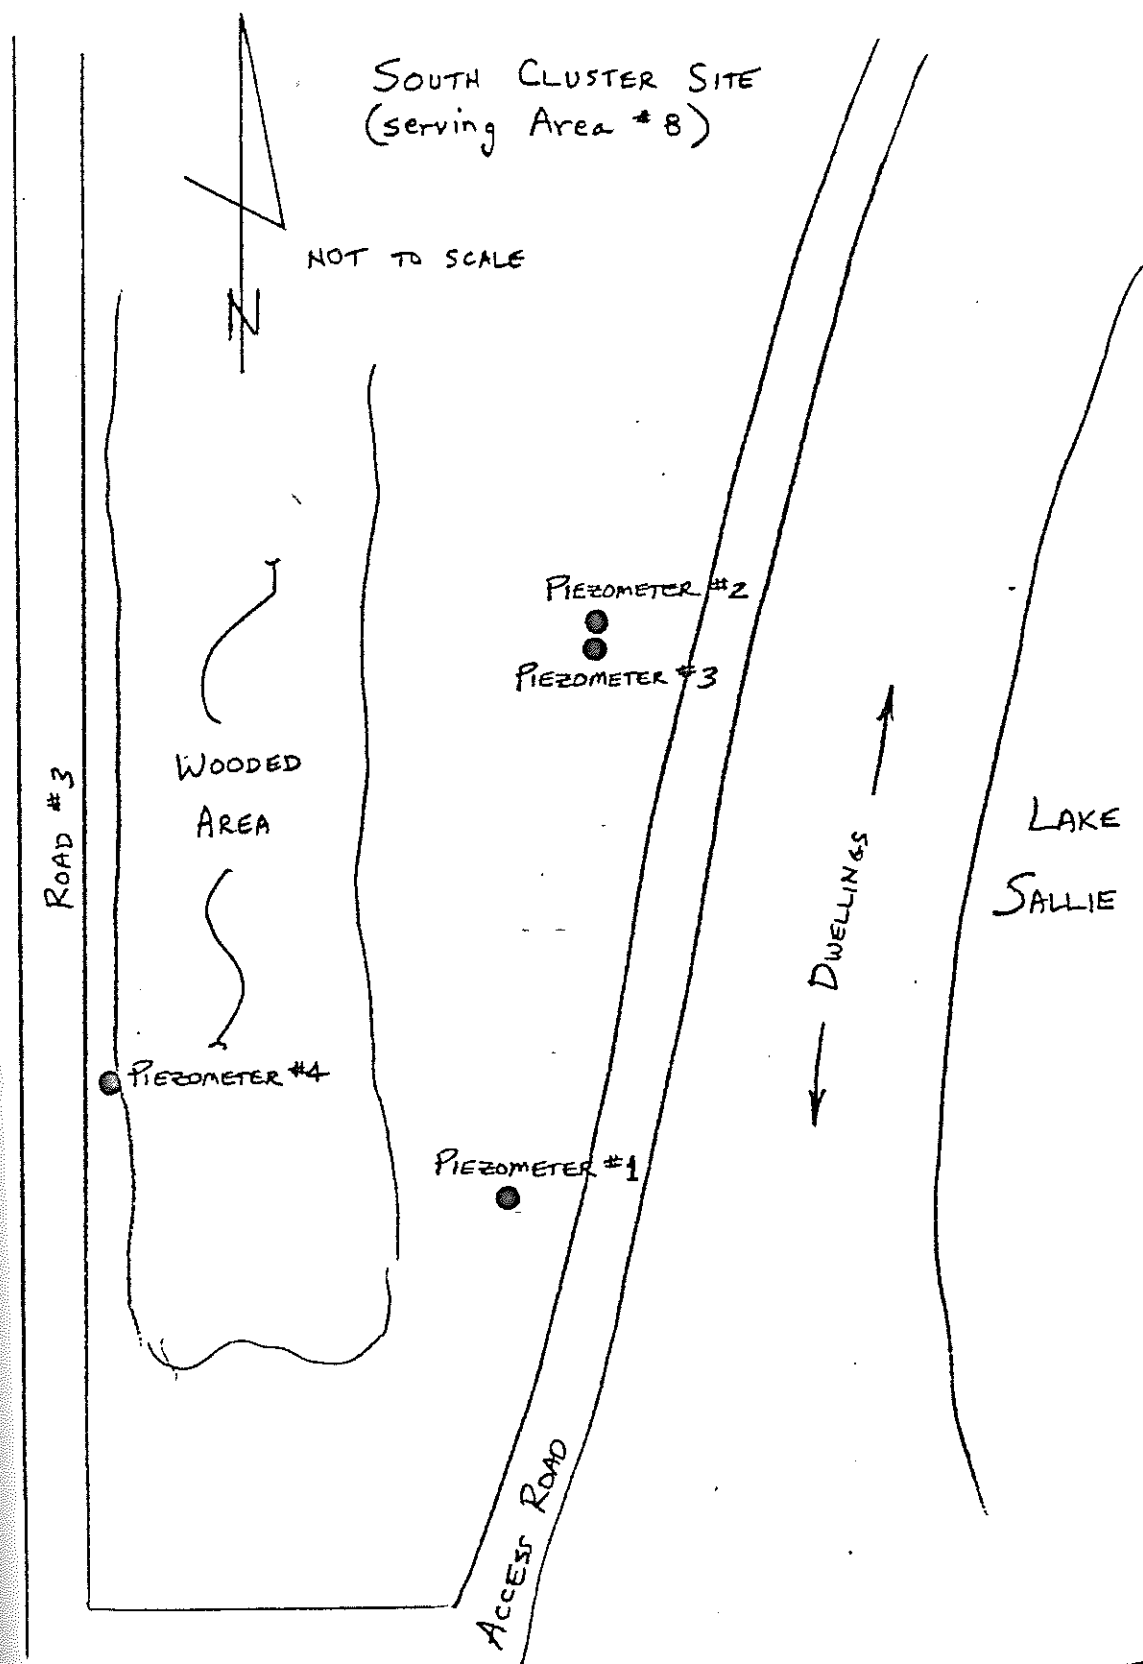 SOUTH CLUSTER SITE
(serving Area #8)
NOT TO SCALE
N
PIEZOMETER #2
PIEZOMETER #3
WOODED
AREA
ROAD #3
LAKE
SALLIE
DWELLINGS
PIEZOMETER #4
PIEZOMETER #1
ACCESS ROAD